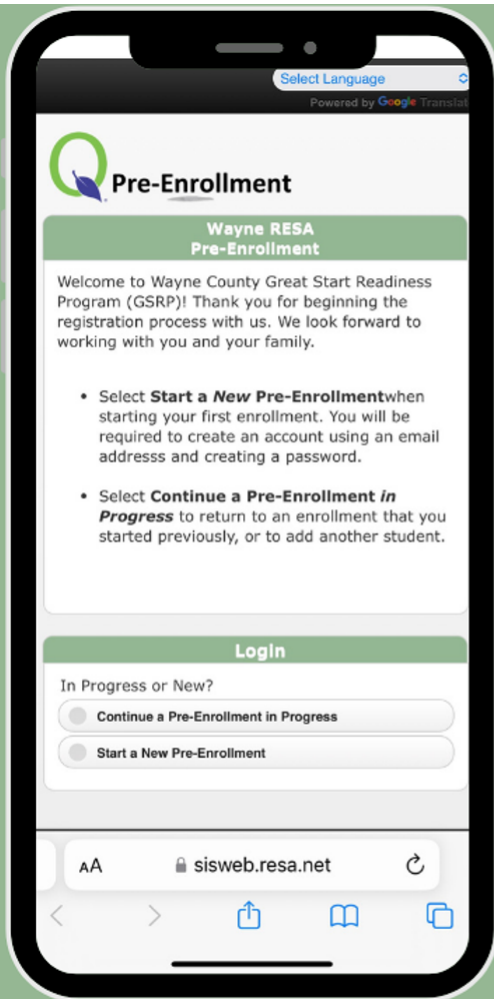 Select Language
Powered by Google Translat
Pre-Enrollment
Wayne RESA
Pre-Enrollment
Welcome to Wayne County Great Start Readiness
Program (GSRP)! Thank you for beginning the
registration process with us. We look forward to
working with you and your family.
• Select Start a New Pre-Enrollmentwhen
starting your first enrollment. You will be
required to create an account using an email
addresss and creating a password.
• Select Continue a Pre-Enrollment in
Progress to return to an enrollment that you
started previously, or to add another student.
Login
In Progress or New?
Continue a Pre-Enrollment in Progress
Start a New Pre-Enrollment
AA sisweb.resa.net